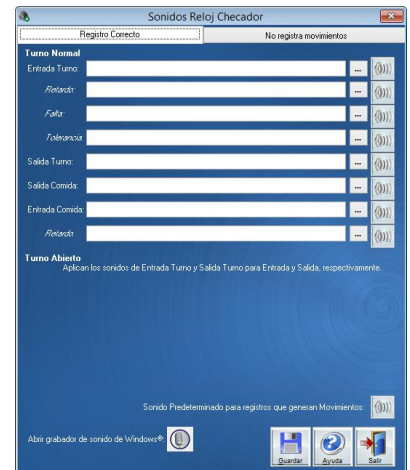 Sonidos Reloj Checador
Registro Correcto
No registra movimientos
Turno Normal
Entrada Turno:
...
Retardo:
...
Falta:
...
Tolerancia
...
Salida Turno:
...
Salida Comida:
...
Entrada Comida:
...
Retardo
...
Turno Abierto
Aplican los sonidos de Entrada Turno y Salida Turno para Entrada y Salida, respectivamente.
Sonido Predeterminado para registros que generan Movimientos:
Abrir grabador de
sonido de Windows®:
Guardar
Ayuda
Salir